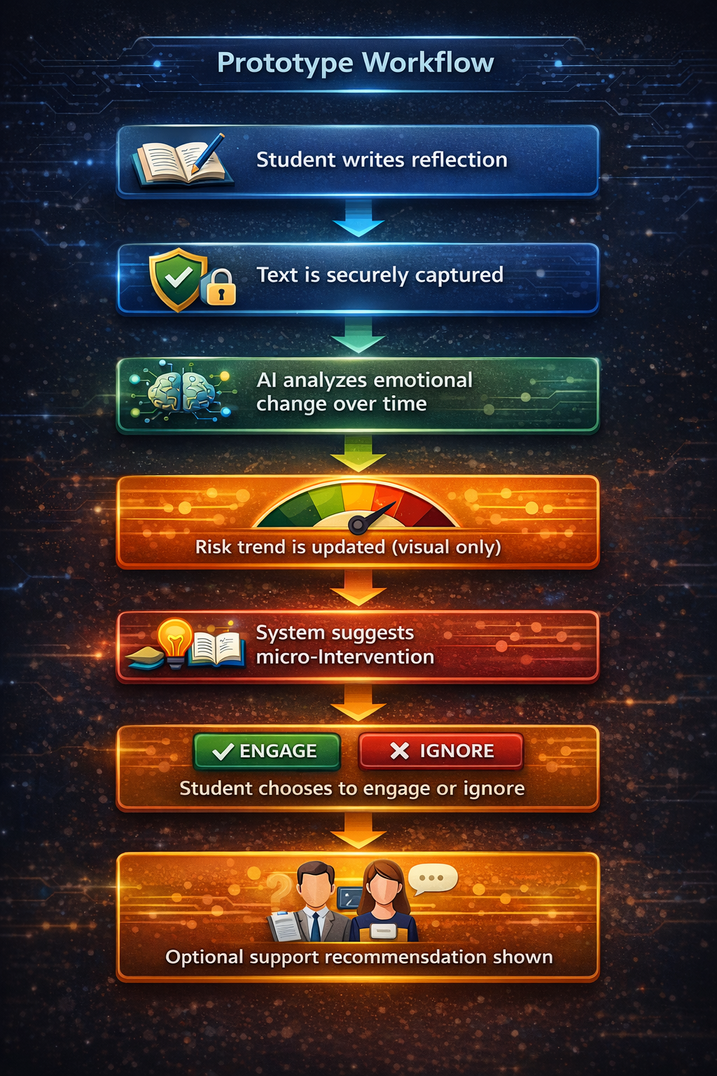 Prototype Workflow
Student writes reflection
Text is securely captured
AI analyzes emotional
change over time
Risk trend is updated (visual only)
System suggests
micro-Intervention
ENGAGE
IGNORE
Student chooses to engage or ignore
Optional support recommensdation shown